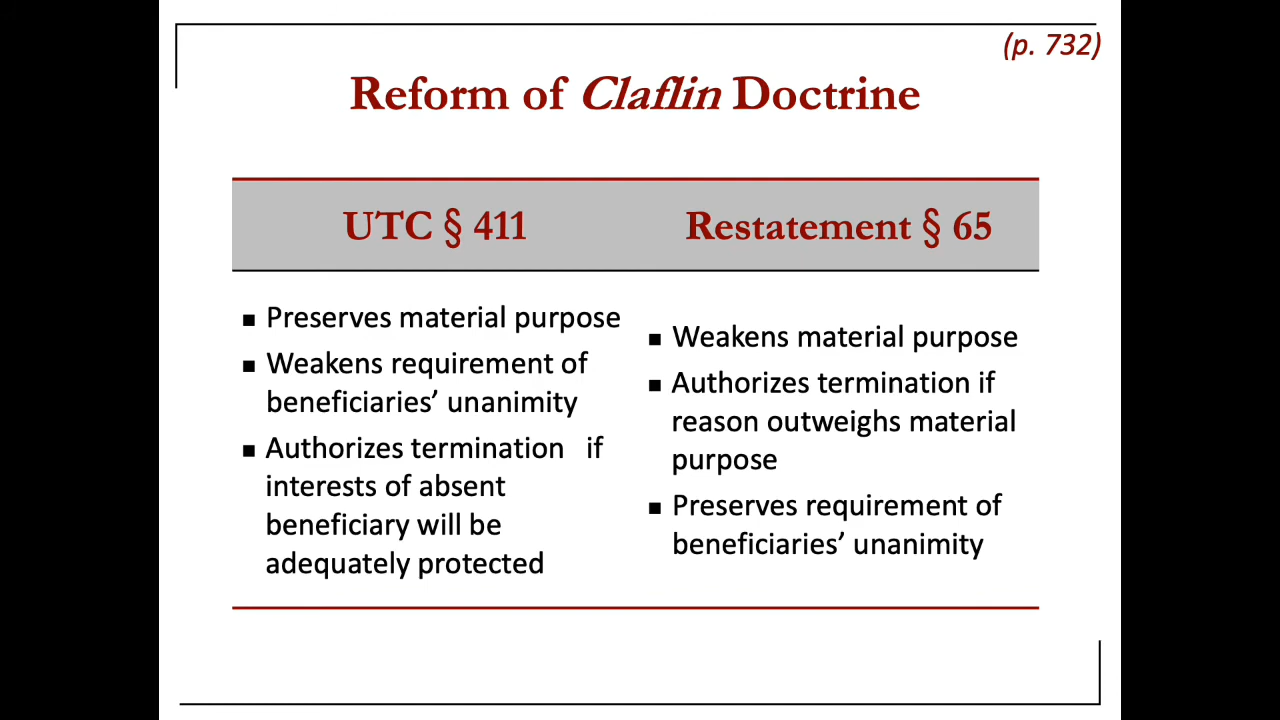 (p. 732)
Reform of Claflin Doctrine
UTC § 411
Restatement § 65
▪ Preserves material purpose
▪ Weakens requirement of
beneficiaries’ unanimity
▪ Authorizes termination if
interests of absent
beneficiary will be
adequately protected
▪ Weakens material purpose
▪ Authorizes termination if
reason outweighs material
purpose
▪ Preserves requirement of
beneficiaries’ unanimity